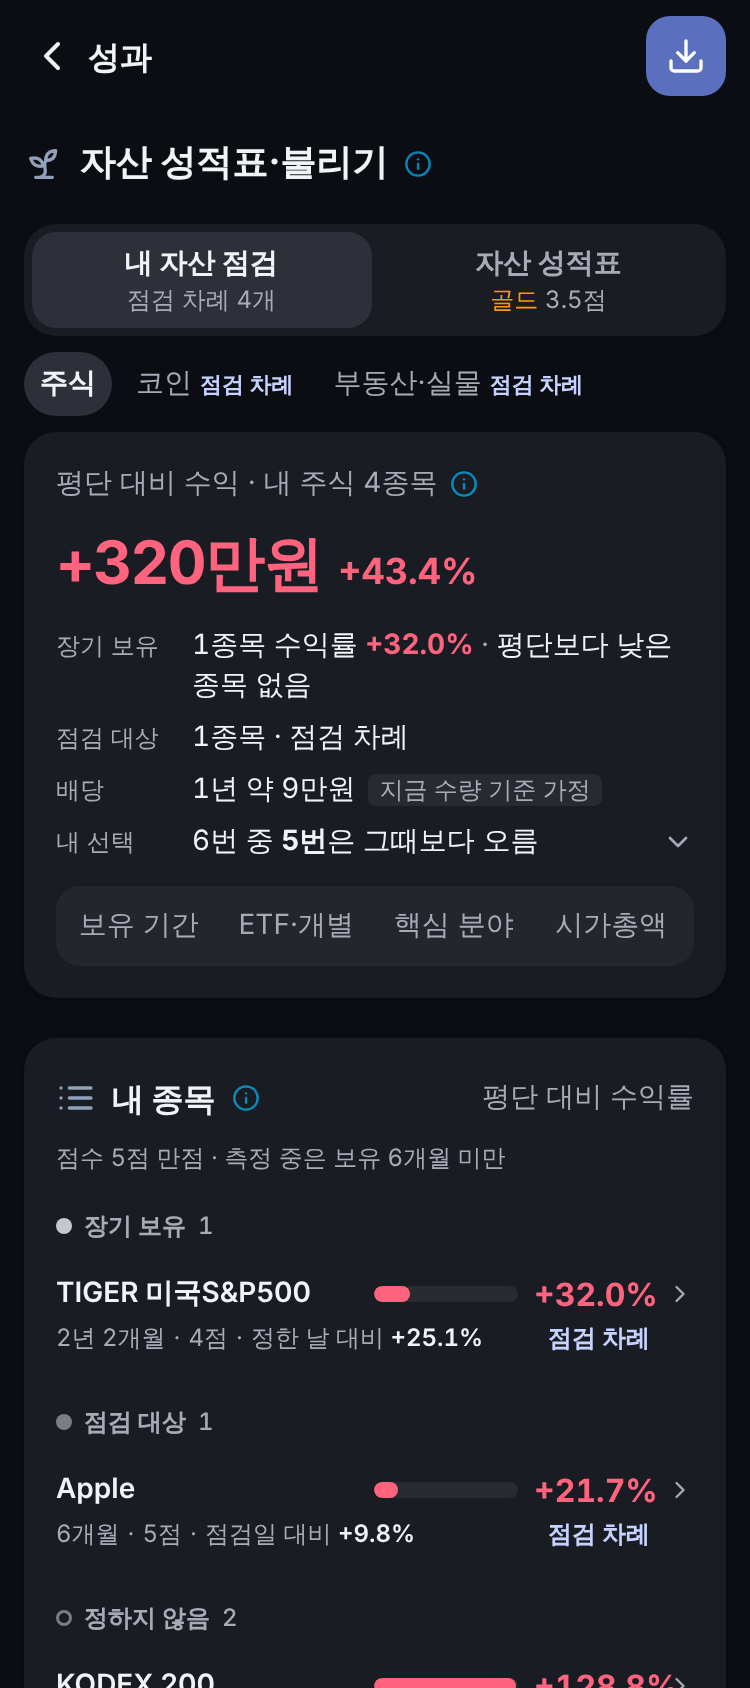 성과
자산 성적표·불리기
내 자산 점검
점검 차례 4개
자산 성적표
골드 3.5점
주식
코인 점검 차례
부동산·실물 점검 차례
평단 대비 수익 · 내 주식 4종목
+320만원 +43.4%
장기 보유 1종목 수익률 +32.0% · 평단보다 낮은
종목 없음
점검 대상 1종목 · 점검 차례
배당 1년 약 9만원 지금 수량 기준 가정
내 선택 6번 중 5번은 그때보다 오름
보유 기간 ETF·개별 핵심 분야 시가총액
내 종목 평단 대비 수익률
점수 5점 만점 · 측정 중은 보유 6개월 미만
장기 보유 1
TIGER 미국S&P500 +32.0%
2년 2개월 · 4점 · 정한 날 대비 +25.1% 점검 차례
점검 대상 1
Apple +21.7%
6개월 · 5점 · 점검일 대비 +9.8% 점검 차례
정하지 않음 2
KODEX 200 +128.8%